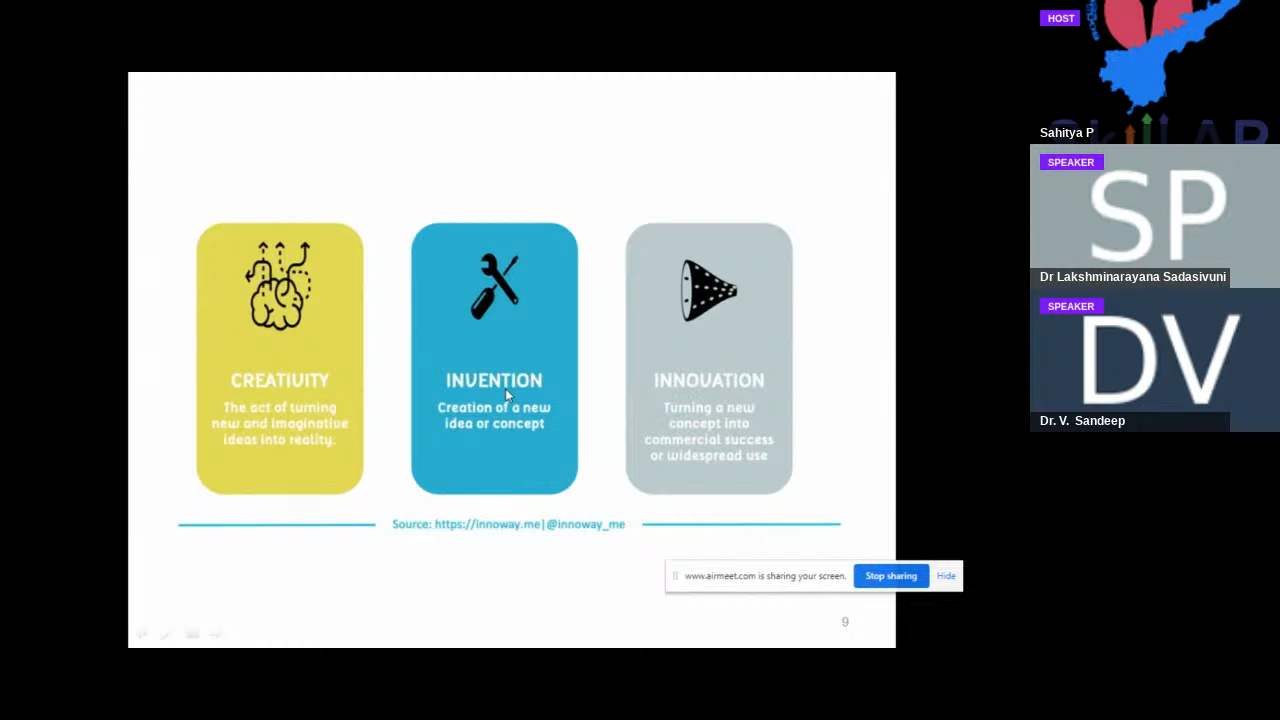 CREATIVITY
The act of turning
new and imaginative
ideas into reality.
INVENTION
Creation of a new
idea or concept
INNOVATION
Turning a new
concept into
commercial success
or widespread use
Source: https://innoway.me|@innoway_me
www.airmeet.com is sharing your screen.
Stop sharing
Hide
9
HOST
Sahitya P
SPEAKER
SP
Dr Lakshminarayana Sadasivuni
SPEAKER
DV
Dr. V. Sandeep